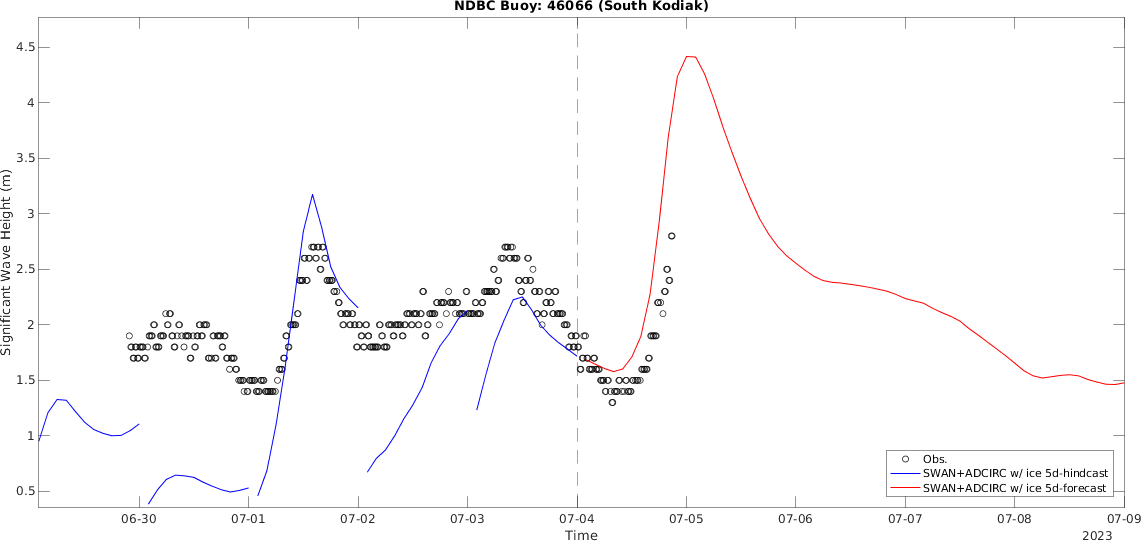 NDBC Buoy: 46066 (South Kodiak)
4.5
4
3.5
3
2.5
2
1.5
1
0.5
Significant Wave Height (m)
Obs.
SWAN+ADCIRC w/ ice 5d-hindcast
SWAN+ADCIRC w/ ice 5d-forecast
06-30 07-01 07-02 07-03 07-04 07-05 07-06 07-07 07-08 07-09
Time
2023